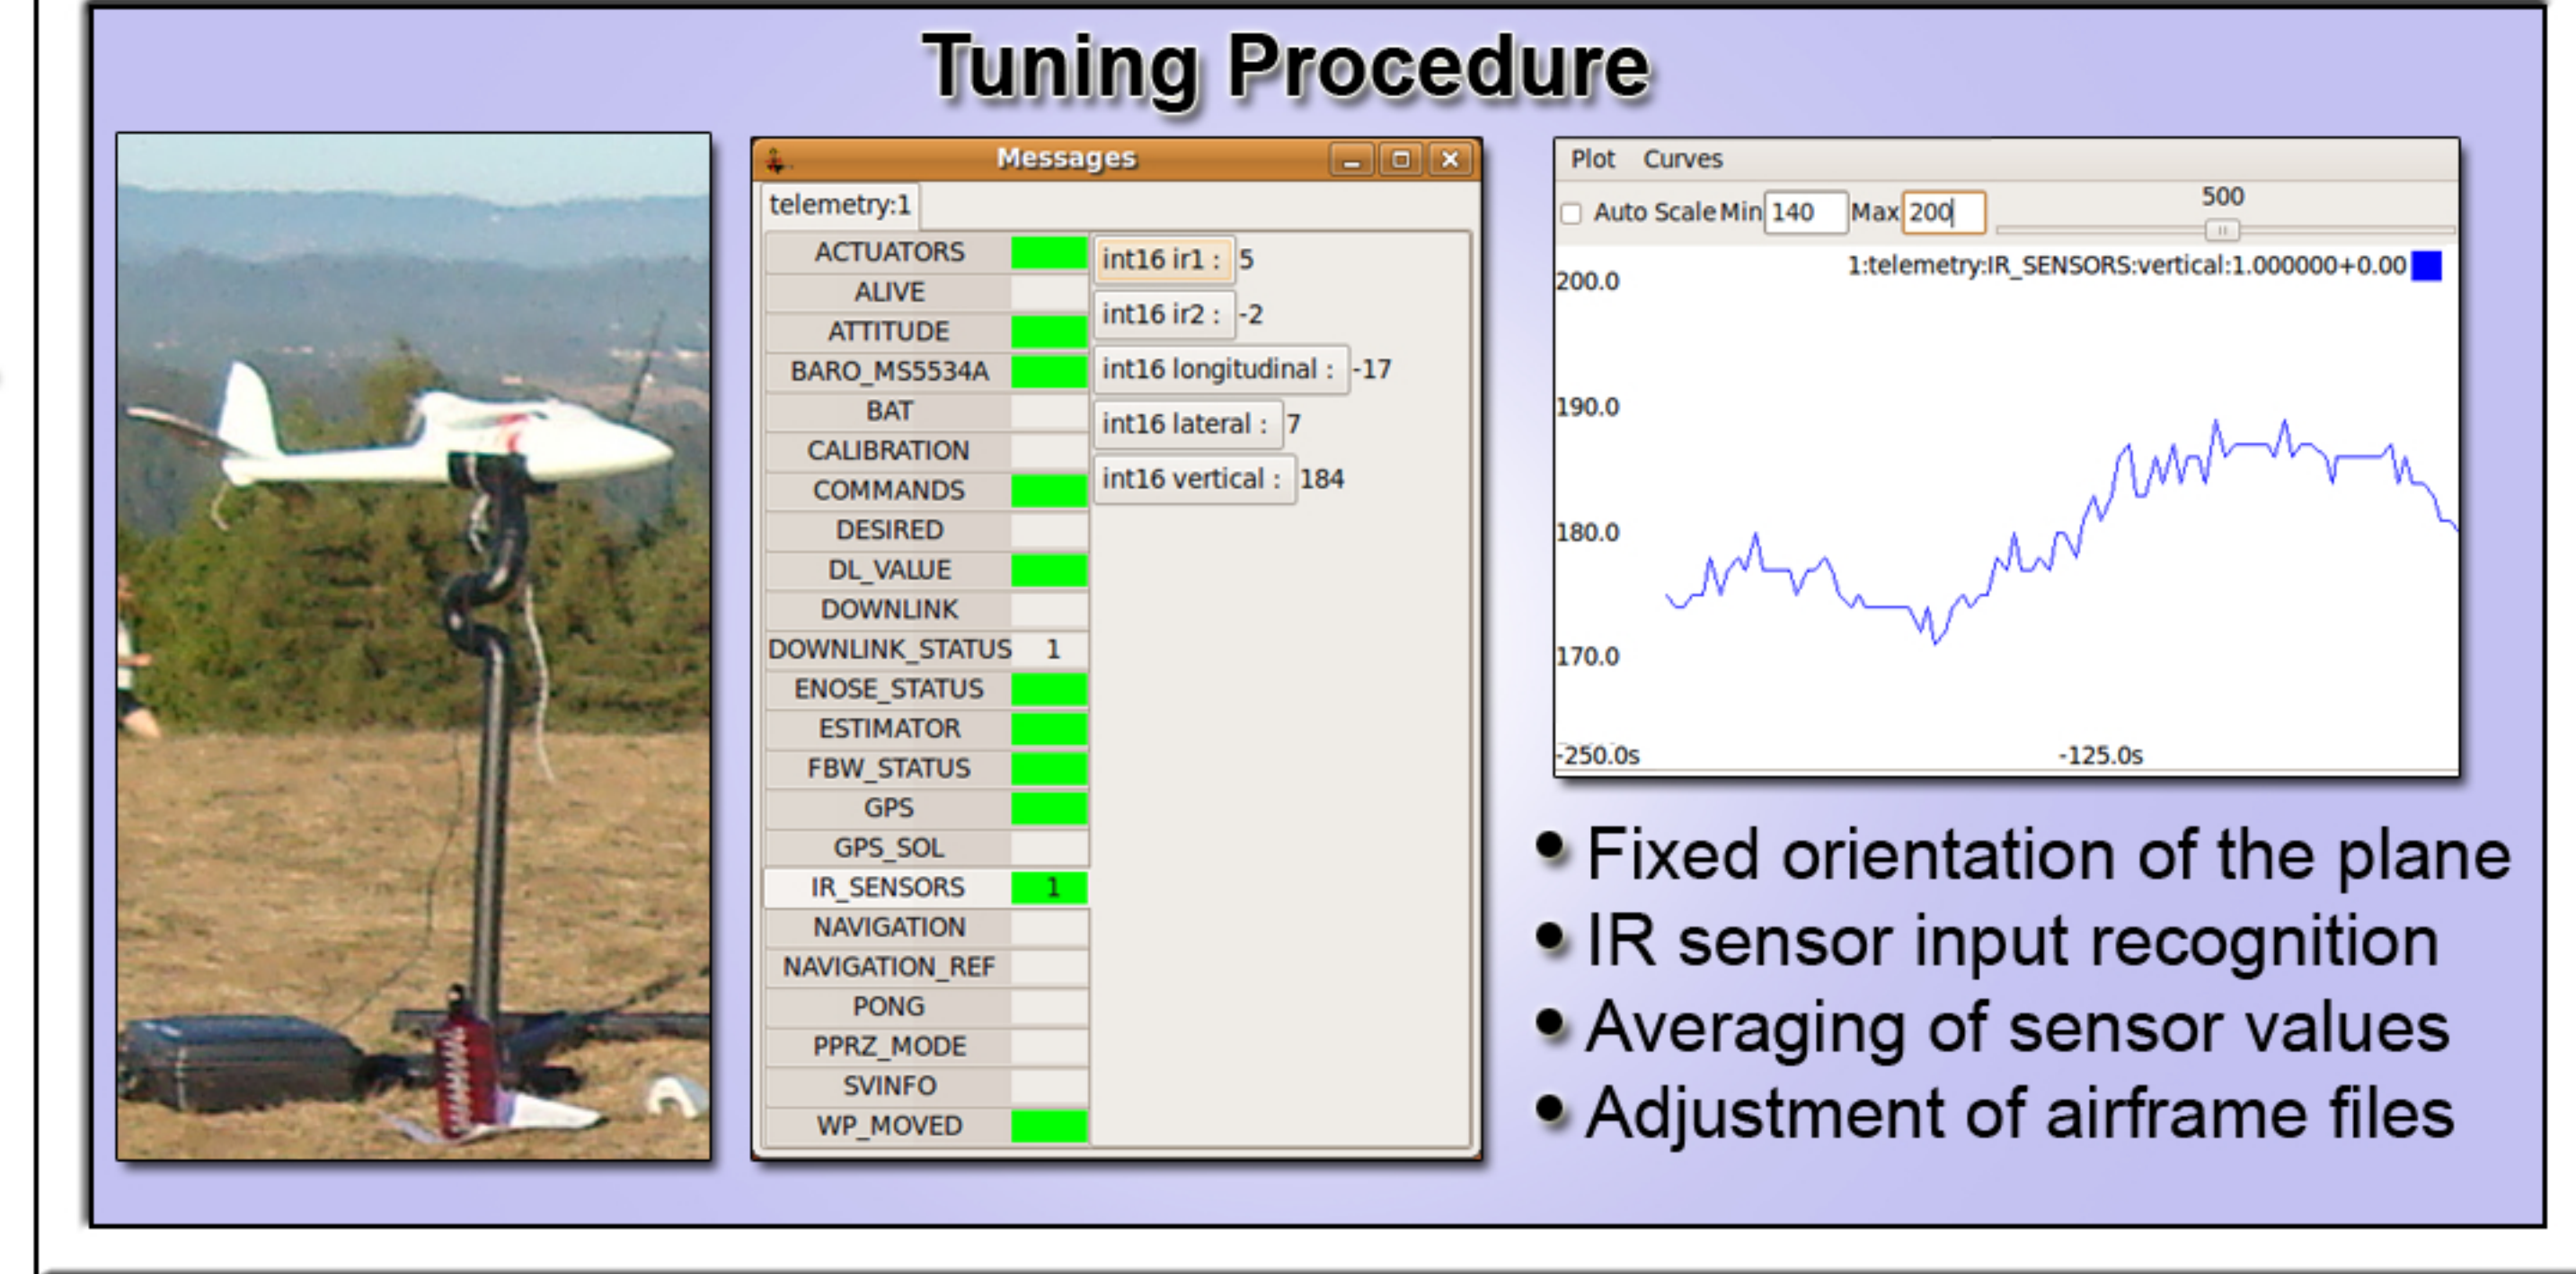 Tuning Procedure
Messages
telemetry:1
ACTUATORS
ALIVE
ATTITUDE
BARO_MS5534A
BAT
CALIBRATION
COMMANDS
DESIRED
DL_VALUE
DOWNLINK
DOWNLINK_STATUS 1
ENOSE_STATUS
ESTIMATOR
FBW_STATUS
GPS
GPS_SOL
IR_SENSORS 1
NAVIGATION
NAVIGATION_REF
PONG
PPRZ_MODE
SVINFO
WP_MOVED
int16 ir1 : 5
int16 ir2 : -2
int16 longitudinal : -17
int16 lateral : 7
int16 vertical : 184
Plot Curves
500
Auto Scale Min 140 Max 200
1:telemetry:IR_SENSORS:vertical:1.000000+0.00
200.0
190.0
180.0
170.0
-250.0s -125.0s
• Fixed orientation of the plane
• IR sensor input recognition
• Averaging of sensor values
• Adjustment of airframe files